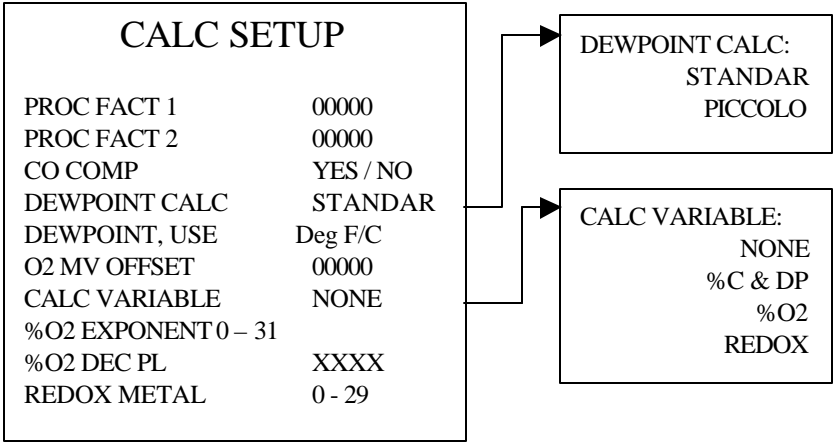 CALC SETUP
PROC FACT 1 00000
PROC FACT 2 00000
CO COMP YES / NO
DEWPOINT CALC STANDAR
DEWPOINT, USE Deg F/C
O2 MV OFFSET 00000
CALC VARIABLE NONE
%O2 EXPONENT 0 – 31
%O2 DEC PL XXXX
REDOX METAL 0 - 29
DEWPOINT CALC:
STANDAR
PICCOLO
CALC VARIABLE:
NONE
%C & DP
%O2
REDOX